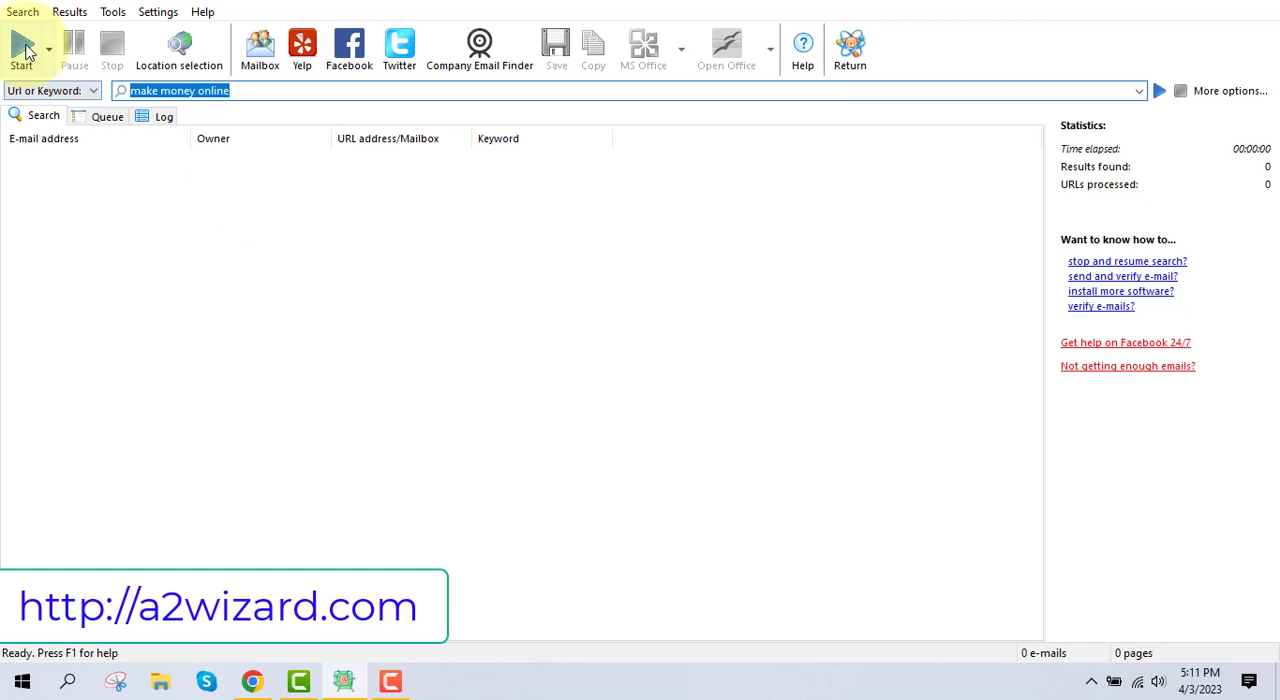 Search Results Tools Settings Help
Start Pause Stop Location selection Mailbox Yelp Facebook Twitter Company Email Finder Save Copy MS Office Open Office Help Return
Url or Keyword: make money online More options...
Search Queue Log
E-mail address Owner URL address/Mailbox Keyword
Statistics:
Time elapsed: 00:00:00
Results found: 0
URLs processed: 0
Want to know how to...
stop and resume search?
send and verify e-mail?
install more software?
verify e-mails?
Get help on Facebook 24/7
Not getting enough emails?
http://a2wizard.com
Ready. Press F1 for help 0 e-mails 0 pages
5:11 PM
4/3/2023